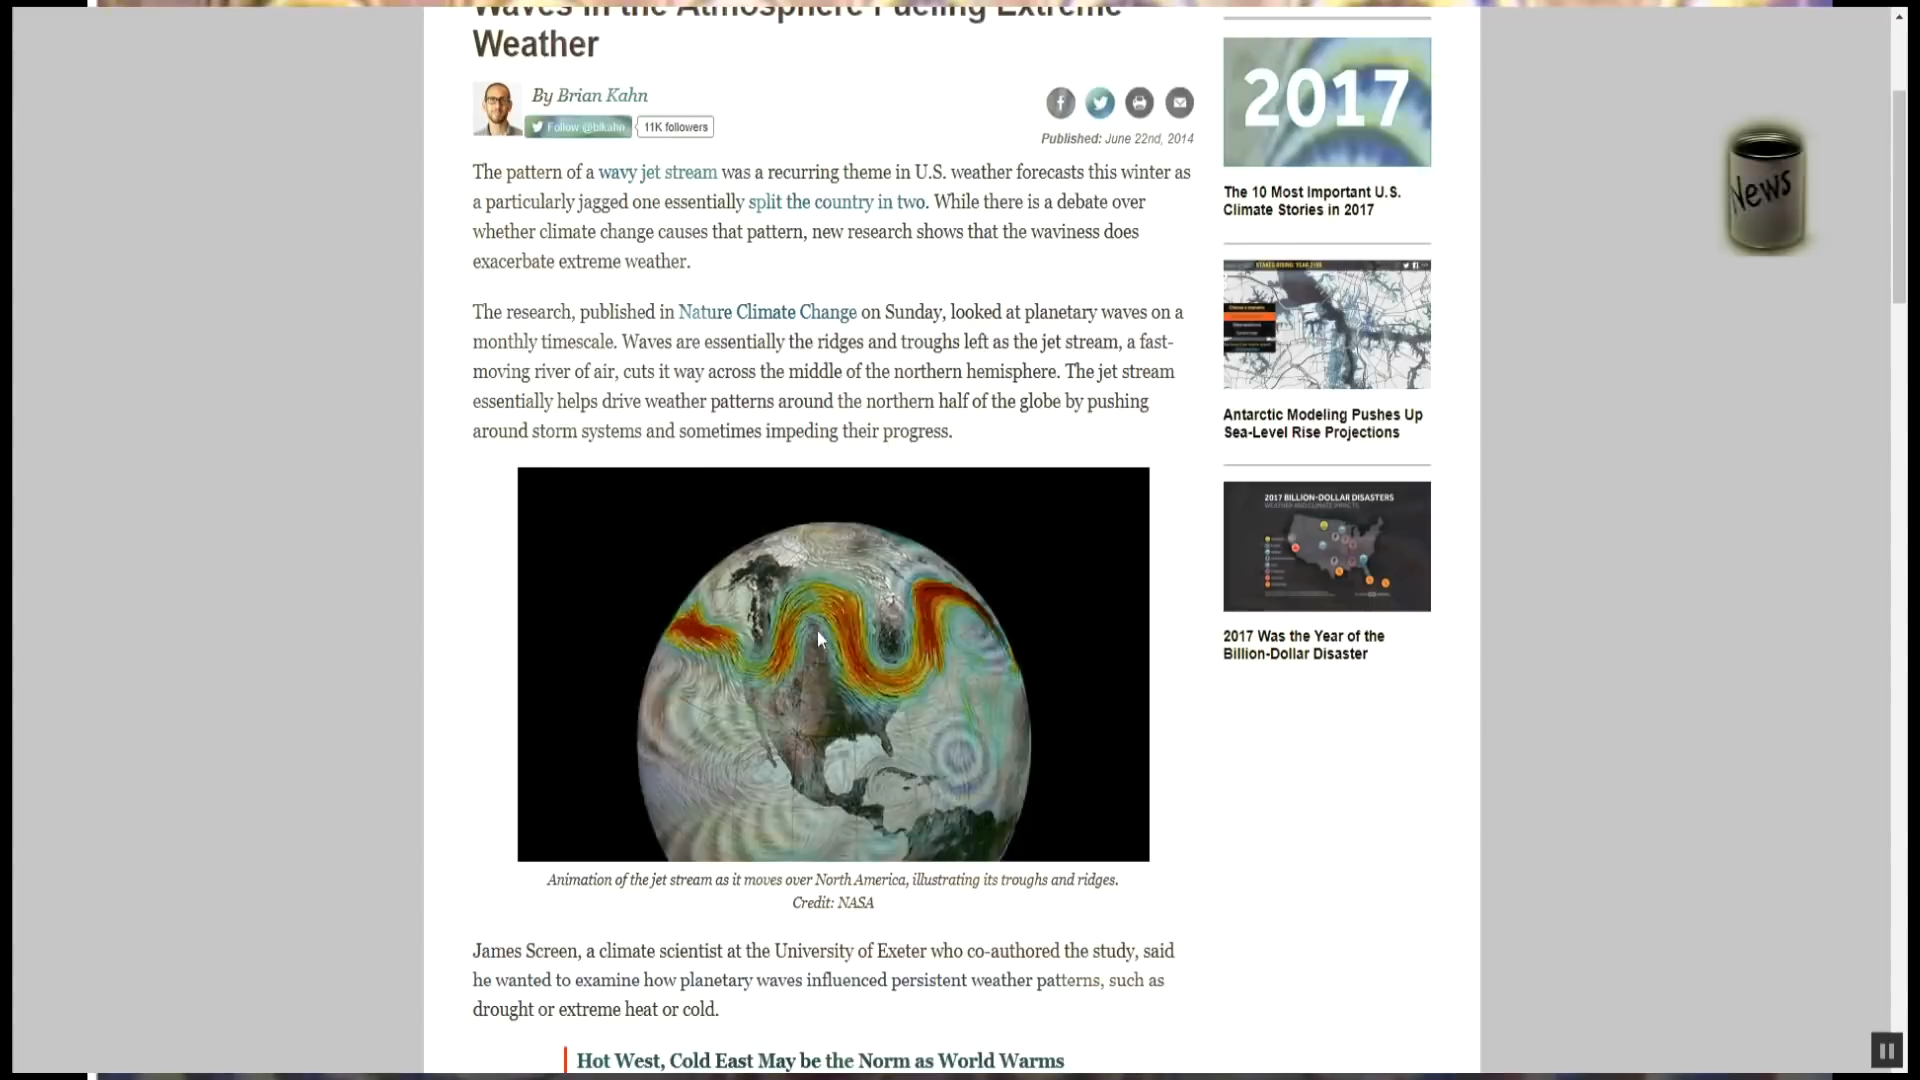 Waves in the Atmosphere Fueling Extreme
Weather
By Brian Kahn
Follow @blkahn
11K followers
Published: June 22nd, 2014
The pattern of a wavy jet stream was a recurring theme in U.S. weather forecasts this winter as
a particularly jagged one essentially split the country in two. While there is a debate over
whether climate change causes that pattern, new research shows that the waviness does
exacerbate extreme weather.
The research, published in Nature Climate Change on Sunday, looked at planetary waves on a
monthly timescale. Waves are essentially the ridges and troughs left as the jet stream, a fast-
moving river of air, cuts it way across the middle of the northern hemisphere. The jet stream
essentially helps drive weather patterns around the northern half of the globe by pushing
around storm systems and sometimes impeding their progress.
Animation of the jet stream as it moves over North America, illustrating its troughs and ridges.
Credit: NASA
James Screen, a climate scientist at the University of Exeter who co-authored the study, said
he wanted to examine how planetary waves influenced persistent weather patterns, such as
drought or extreme heat or cold.
Hot West, Cold East May be the Norm as World Warms
2017
The 10 Most Important U.S.
Climate Stories in 2017
Antarctic Modeling Pushes Up
Sea-Level Rise Projections
2017 BILLION-DOLLAR DISASTERS
WEATHER AND CLIMATE IMPACTS
2017 Was the Year of the
Billion-Dollar Disaster
News